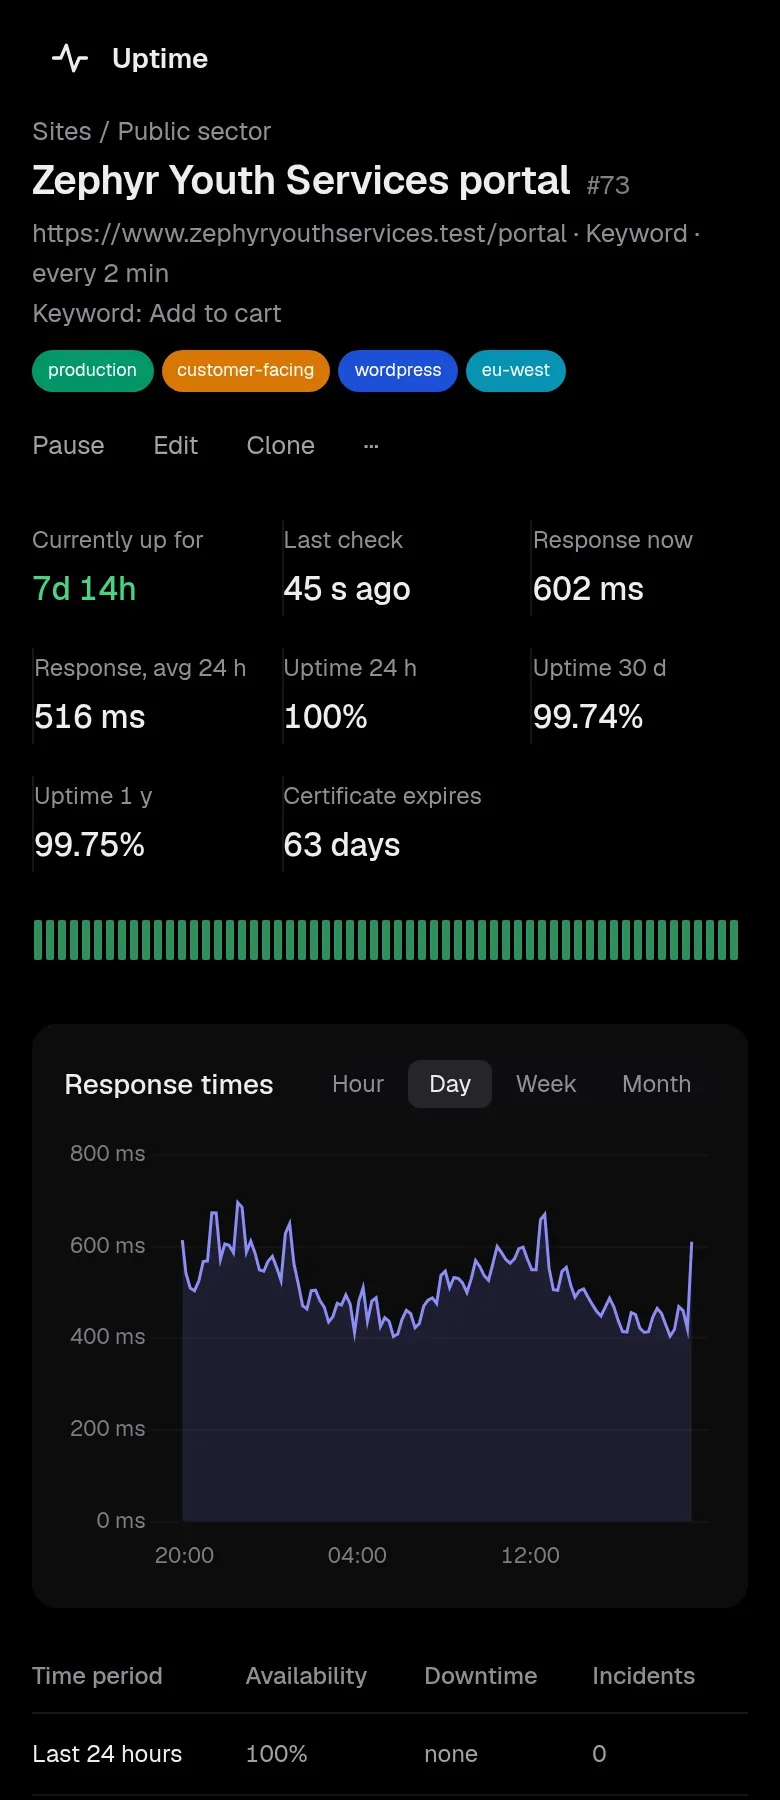 Uptime
Sites / Public sector
Zephyr Youth Services portal #73
https://www.zephyryouthservices.test/portal · Keyword ·
every 2 min
Keyword: Add to cart
production customer-facing wordpress eu-west
Pause Edit Clone ···
Currently up for Last check Response now
7d 14h 45 s ago 602 ms
Response, avg 24 h Uptime 24 h Uptime 30 d
516 ms 100% 99.74%
Uptime 1 y Certificate expires
99.75% 63 days
Response times Hour Day Week Month
800 ms
600 ms
400 ms
200 ms
0 ms
20:00 04:00 12:00
Time period Availability Downtime Incidents
Last 24 hours 100% none 0